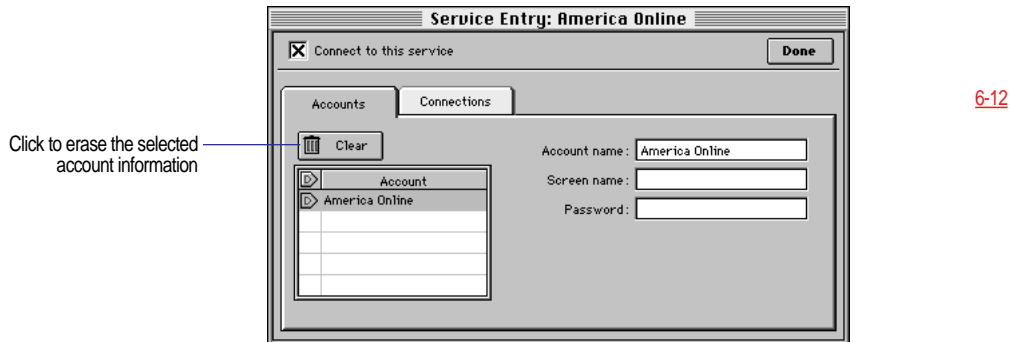 Service Entry: America Online
Connect to this service
Done
Accounts
Connections
6-12
Click to erase the selected
account information
Clear
Account name: America Online
Screen name:
Password:
D Account
D America Online